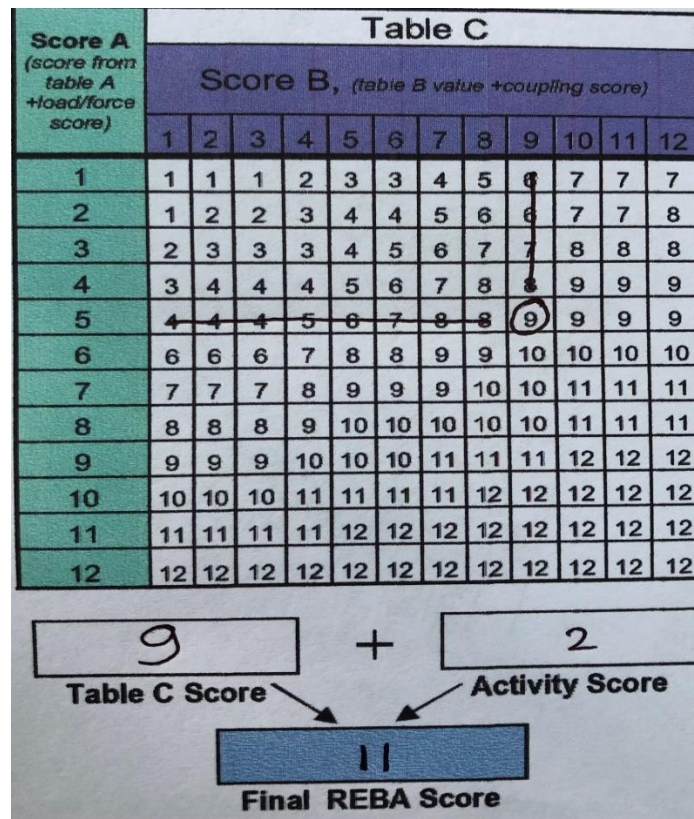 Table C
Score A
(score from
table A
+load/force
score)
Score B, (table B value +coupling score)
1 2 3 4 5 6 7 8 9 10 11 12
1 1 1 1 2 3 3 4 5 6 7 7 7
2 1 2 2 3 4 4 5 6 6 7 7 8
3 2 3 3 3 4 5 6 7 7 8 8 8
4 3 4 4 4 5 6 7 8 8 9 9 9
5 4 4 4 5 6 7 8 8 9 9 9 9
6 6 6 6 7 8 8 9 9 10 10 10 10
7 7 7 7 8 9 9 9 10 10 11 11 11
8 8 8 8 9 10 10 10 10 10 11 11 11
9 9 9 9 10 10 10 11 11 11 12 12 12
10 10 10 10 11 11 11 11 12 12 12 12 12
11 11 11 11 11 12 12 12 12 12 12 12 12
12 12 12 12 12 12 12 12 12 12 12 12 12
9 + 2
Table C Score Activity Score
11
Final REBA Score